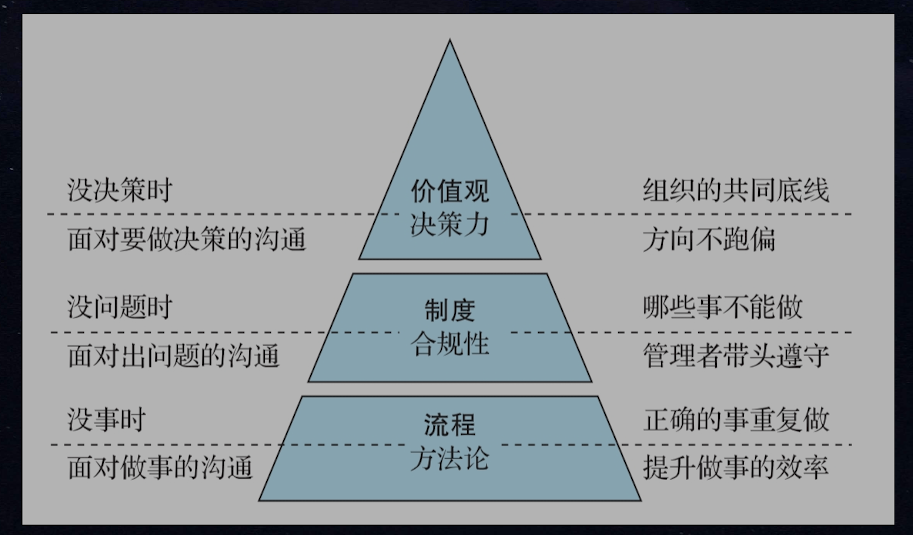 没决策时
价值观
组织的共同底线
面对要做决策的沟通
决策力
方向不跑偏
没问题时
制度
哪些事不能做
面对出问题的沟通
合规性
管理者带头遵守
没事时
流程
正确的事重复做
面对做事的沟通
方法论
提升做事的效率